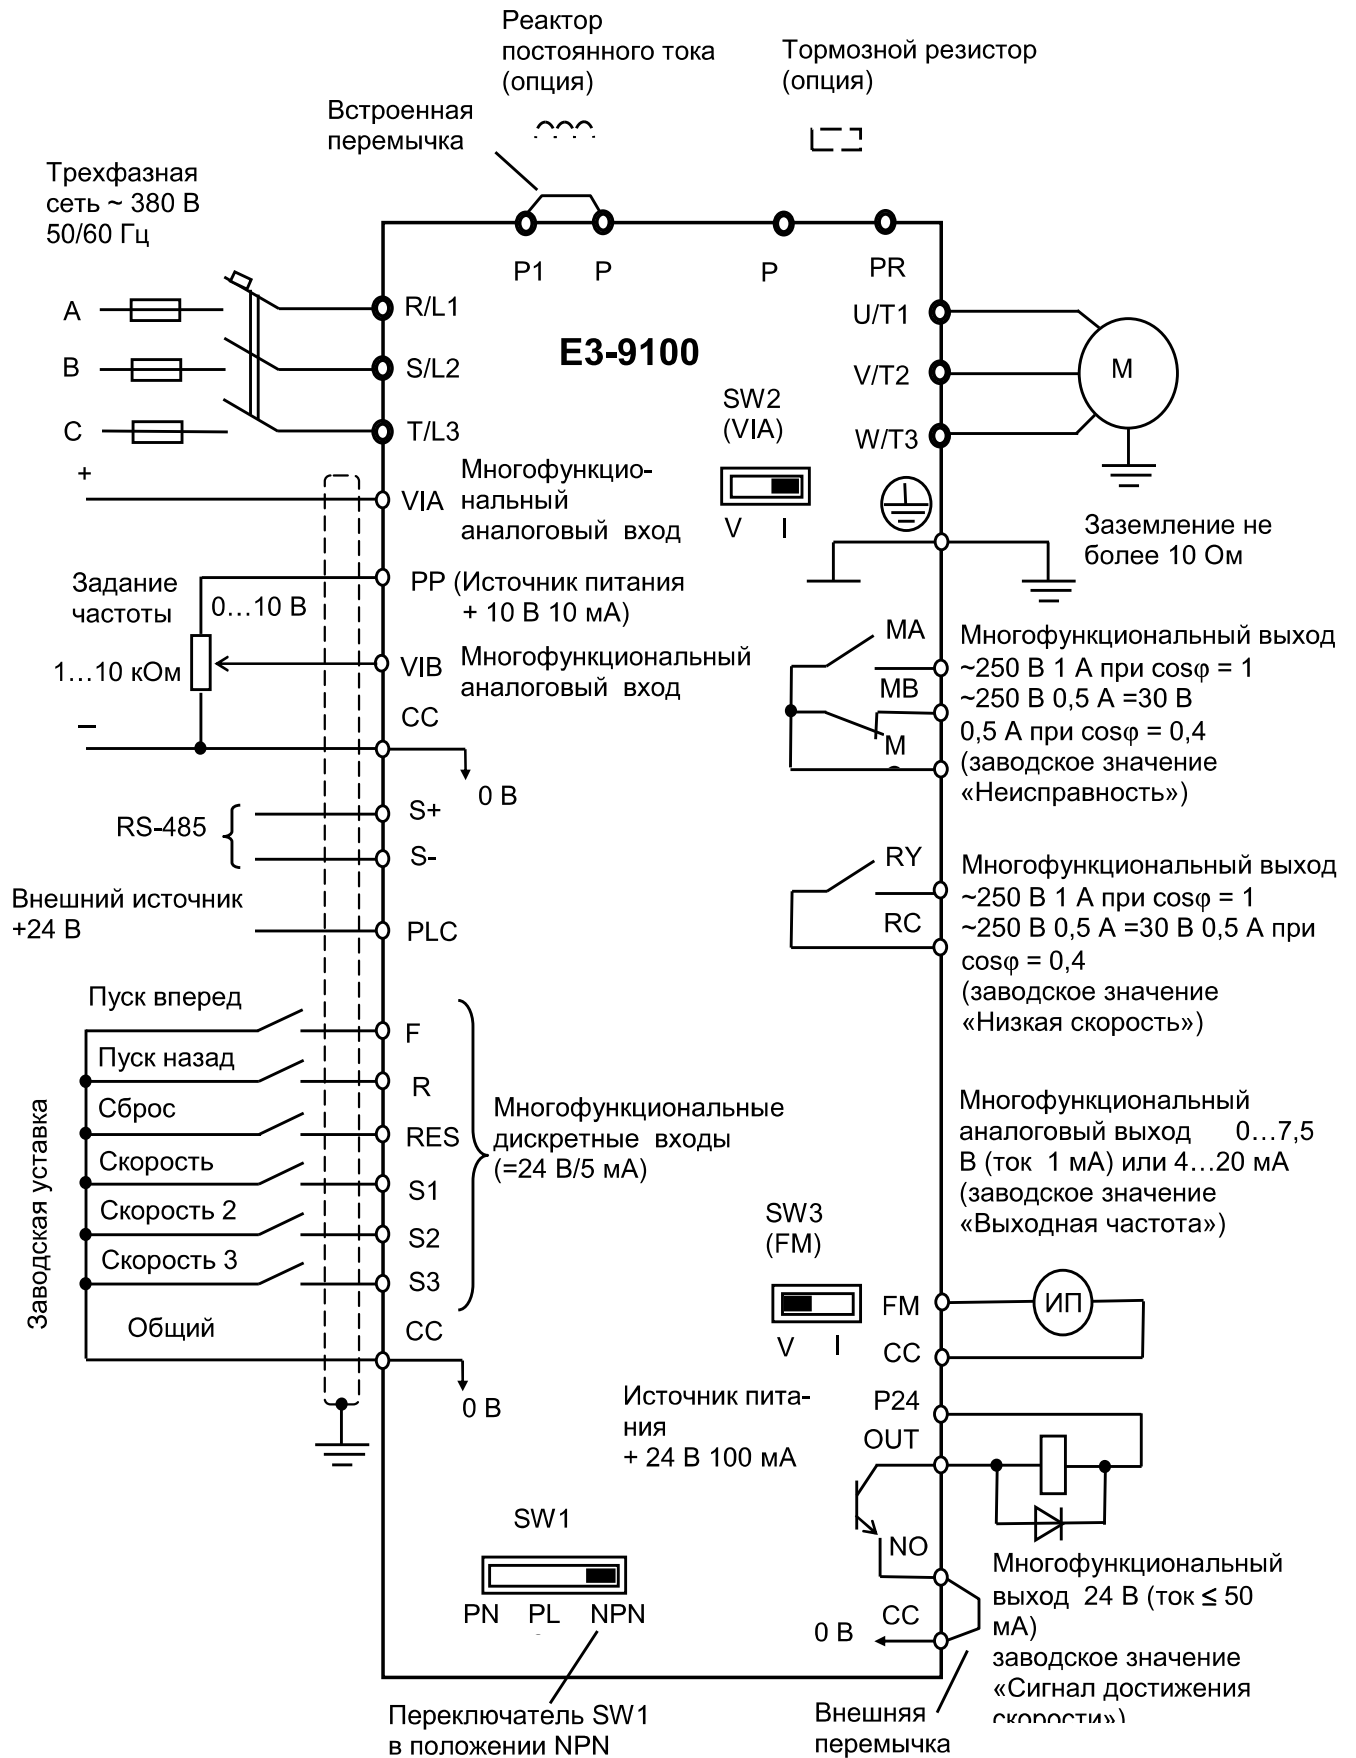 Реактор
постоянного тока
(опция)
Тормозной резистор
(опция)
Встроенная
перемычка
Трехфазная
сеть ~ 380 В
50/60 Гц
P1
P
P
PR
A
R/L1
U/T1
E3-9100
B
S/L2
V/T2
M
SW2
(VIA)
C
T/L3
W/T3
+
VIA
Многофункцио-
нальный
аналоговый вход
V
I
Заземление не
более 10 Ом
Задание
частоты
0…10 В
PP (Источник питания
+ 10 В 10 мА)
1…10 кОм
VIB
Многофункциональный
аналоговый вход
CC
–
0 В
MA
MB
M
Многофункциональный выход
~250 В 1 А при cosφ = 1
~250 В 0,5 А =30 В
0,5 А при cosφ = 0,4
(заводское значение
«Неисправность»)
RS-485
S+
S-
Внешний источник
+24 В
PLC
RY
RC
Многофункциональный выход
~250 В 1 А при cosφ = 1
~250 В 0,5 А =30 В 0,5 А при
cosφ = 0,4
(заводское значение
«Низкая скорость»)
Заводская уставка
Пуск вперед
F
Пуск назад
R
Сброс
RES
Скорость
S1
Скорость 2
S2
Скорость 3
S3
Общий
CC
0 В
Многофункциональные
дискретные входы
(=24 В/5 мА)
Многофункциональный
аналоговый выход 0…7,5
В (ток 1 мА) или 4…20 мА
(заводское значение
«Выходная частота»)
SW3
(FM)
V
I
FM
ИП
CC
Источник пита-
ния
+ 24 В 100 мА
P24
OUT
SW1
PN
PL
NPN
NO
CC
0 В
Многофункциональный
выход 24 В (ток ≤ 50
мА)
заводское значение
«Сигнал достижения
скорости»)
Переключатель SW1
в положении NPN
Внешняя
перемычка